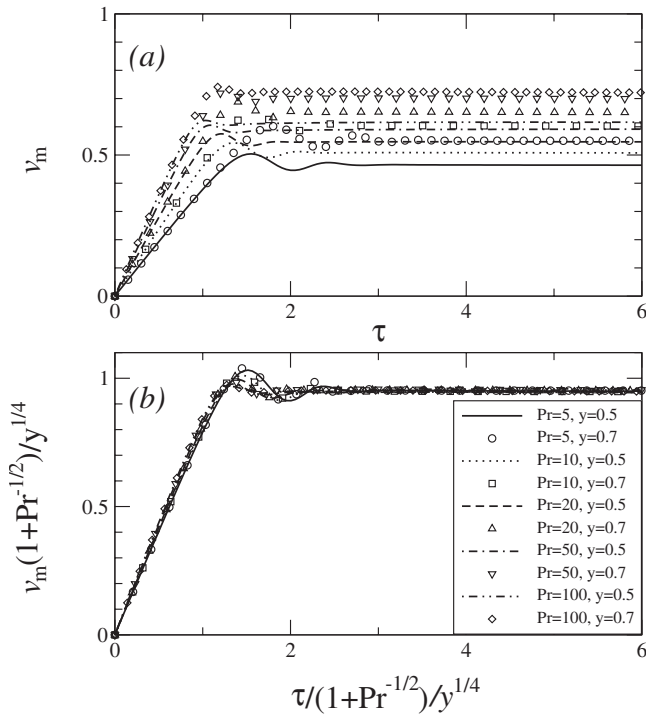 1
(a)
v_m
0.5
0
0 2 4 6
τ
1
(b)
v_m(1+Pr^{-1/2})/y^{1/4}
0.5
0
Pr=5, y=0.5
Pr=5, y=0.7
Pr=10, y=0.5
Pr=10, y=0.7
Pr=20, y=0.5
Pr=20, y=0.7
Pr=50, y=0.5
Pr=50, y=0.7
Pr=100, y=0.5
Pr=100, y=0.7
0 2 4 6
τ/(1+Pr^{-1/2})/y^{1/4}